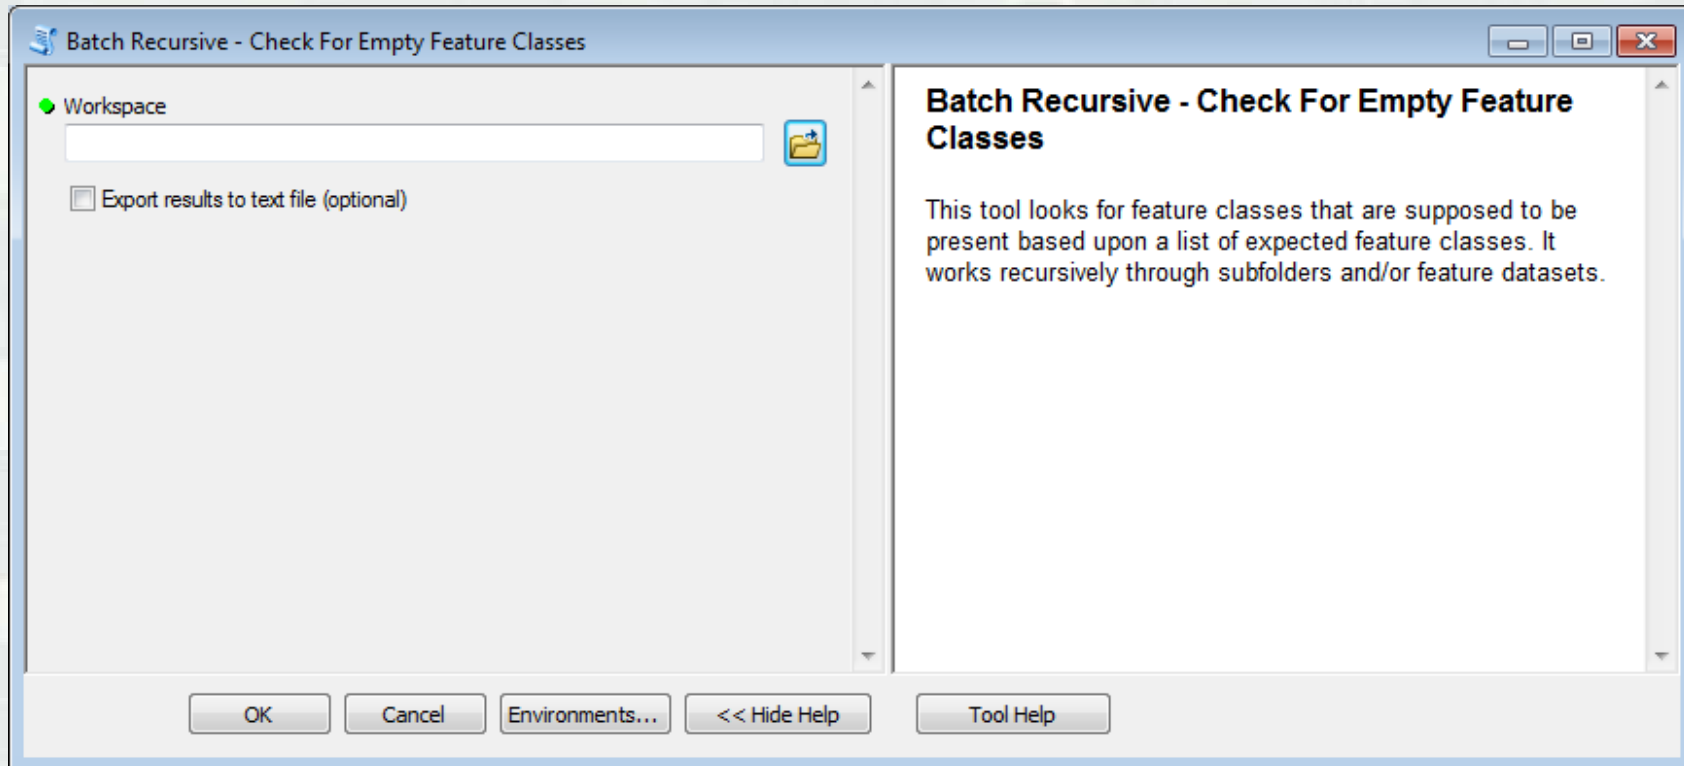 Batch Recursive - Check For Empty Feature Classes
Workspace
Export results to text file (optional)
Batch Recursive - Check For Empty Feature
Classes
This tool looks for feature classes that are supposed to be
present based upon a list of expected feature classes. It
works recursively through subfolders and/or feature datasets.
OK
Cancel
Environments...
<< Hide Help
Tool Help